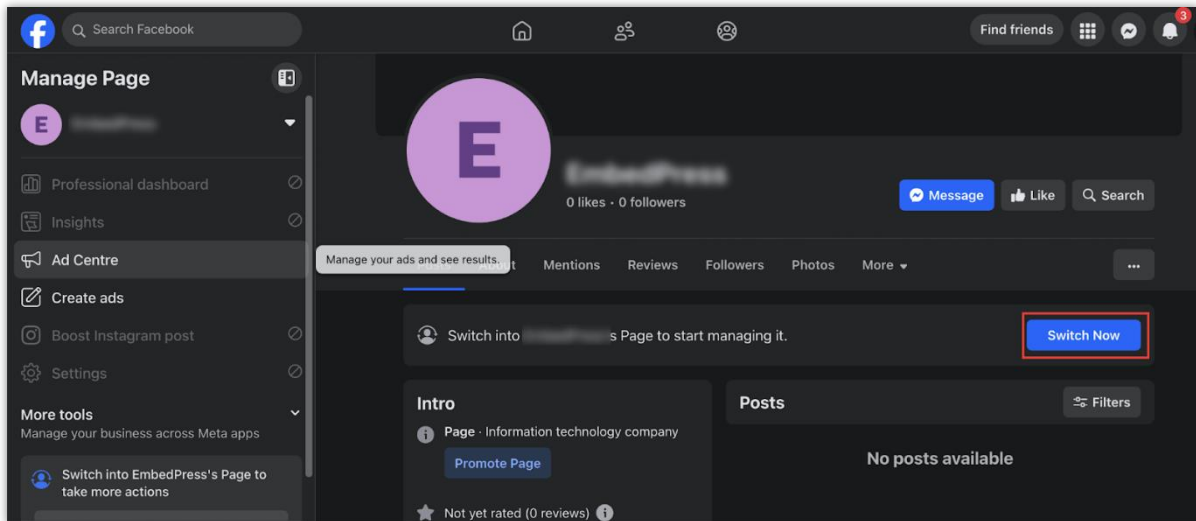 Search Facebook
Find friends
3
Manage Page
E
Professional dashboard
Insights
Ad Centre
Manage your ads and see results.
Create ads
Boost Instagram post
Settings
More tools
Manage your business across Meta apps
Switch into EmbedPress's Page to
take more actions
E
0 likes • 0 followers
Message
Like
Search
Mentions
Reviews
Followers
Photos
More
Switch into
s Page to start managing it.
Switch Now
Intro
Page · Information technology company
Promote Page
Not yet rated (0 reviews)
Posts
Filters
No posts available